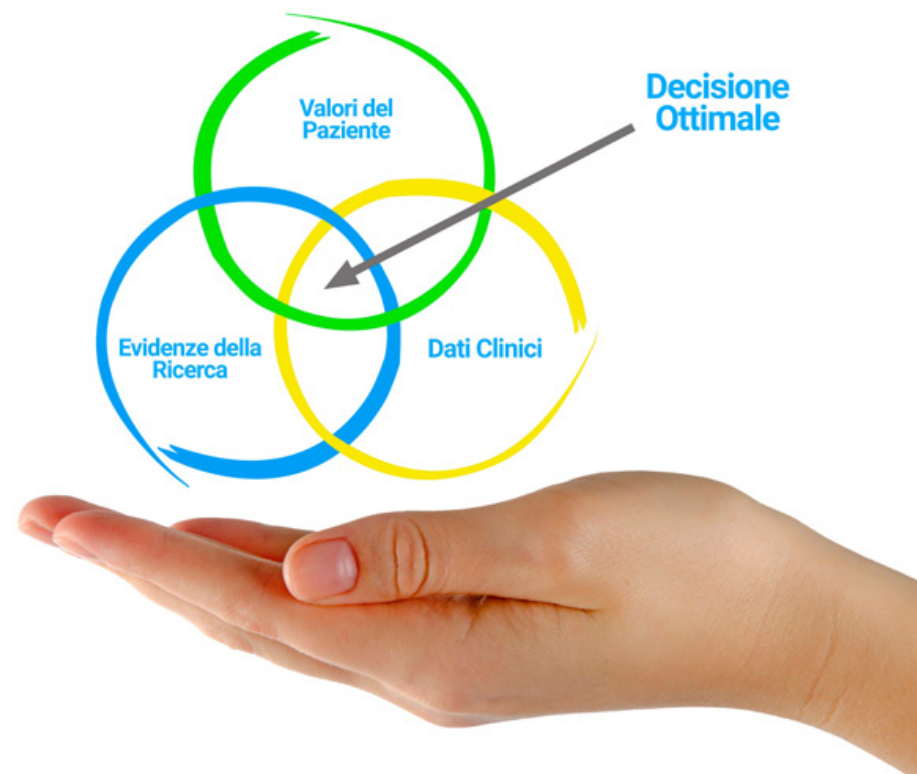 Valori del
Paziente
Decisione
Ottimale
Evidenze della
Ricerca
Dati Clinici